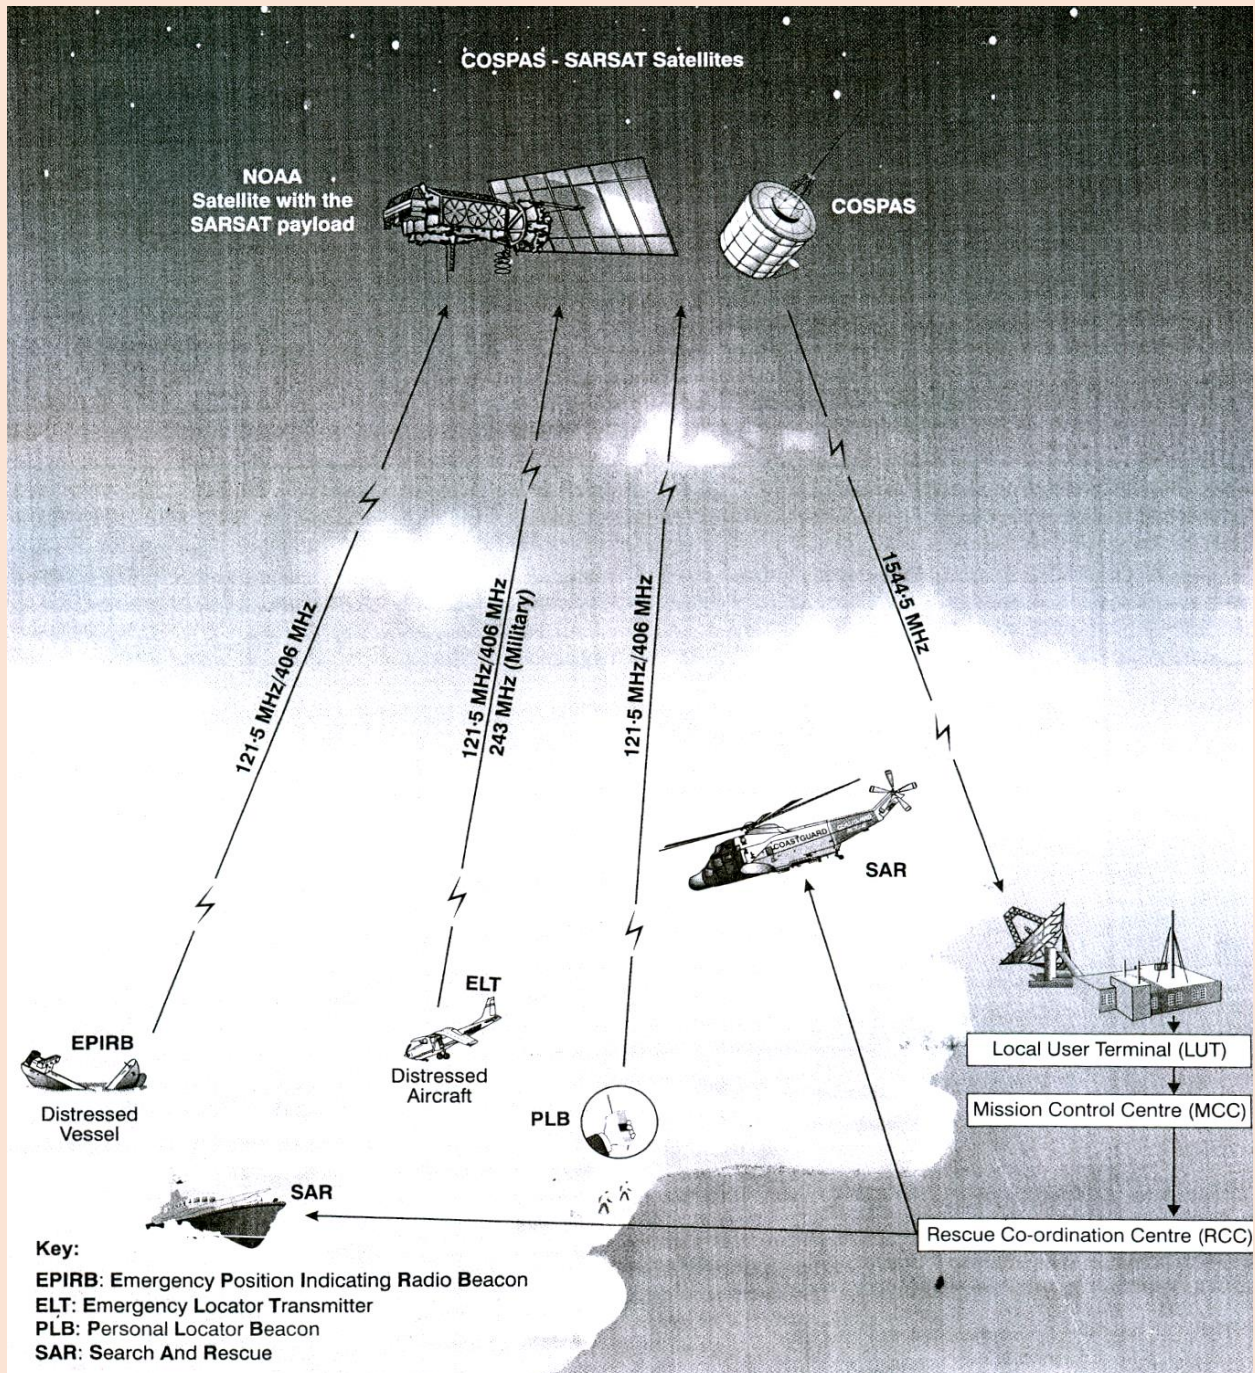 COSPAS - SARSAT Satellites
NOAA
Satellite with the
SARSAT payload
COSPAS
121·5 MHz/406 MHz
121·5 MHz/406 MHz
243 MHz (Military)
121·5 MHz/406 MHz
1544·5 MHz
COASTGUARD
SAR
ELT
EPIRB
Distressed
Vessel
Distressed
Aircraft
PLB
Local User Terminal (LUT)
Mission Control Centre (MCC)
SAR
Rescue Co-ordination Centre (RCC)
Key:
EPIRB: Emergency Position Indicating Radio Beacon
ELT: Emergency Locator Transmitter
PLB: Personal Locator Beacon
SAR: Search And Rescue